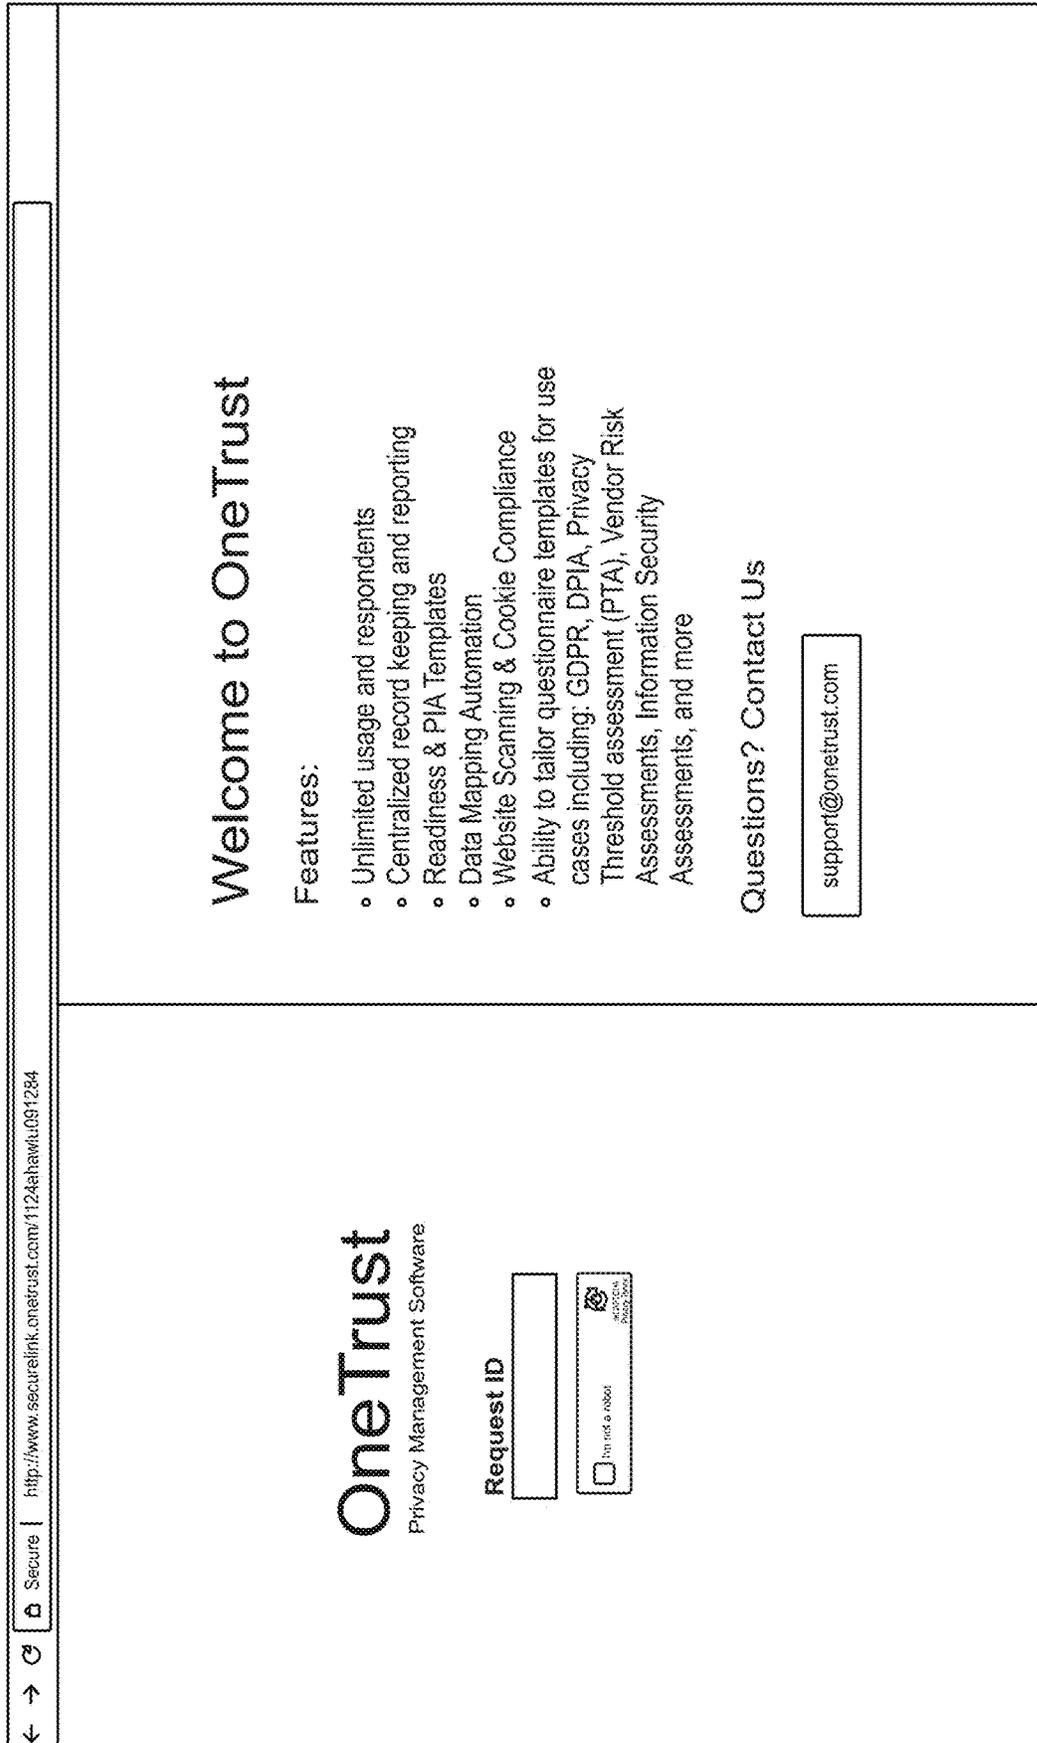 Secure | http://www.securelink.onetrust.com/1124ahawlu091284
OneTrust
Privacy Management Software
Request ID
I'm not a robot
Welcome to OneTrust
Features:
Unlimited usage and respondents
Centralized record keeping and reporting
Readiness & PIA Templates
Data Mapping Automation
Website Scanning & Cookie Compliance
Ability to tailor questionnaire templates for use
cases including: GDPR, DPIA, Privacy
Threshold assessment (PTA), Vendor Risk
Assessments, Information Security
Assessments, and more
Questions? Contact Us
support@onetrust.com